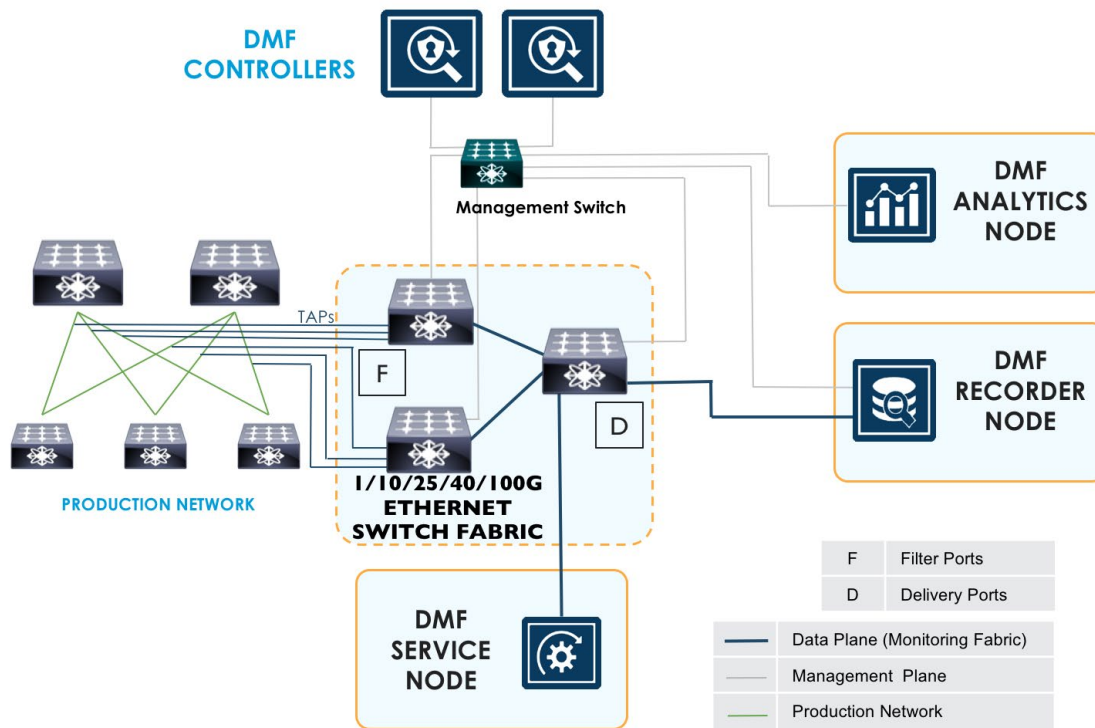 DMF
CONTROLLERS
Management Switch
DMF
ANALYTICS
NODE
TAPs
F
D
DMF
RECORDER
NODE
1/10/25/40/100G
ETHERNET
SWITCH FABRIC
PRODUCTION NETWORK
DMF
SERVICE
NODE
F Filter Ports
D Delivery Ports
Data Plane (Monitoring Fabric)
Management Plane
Production Network